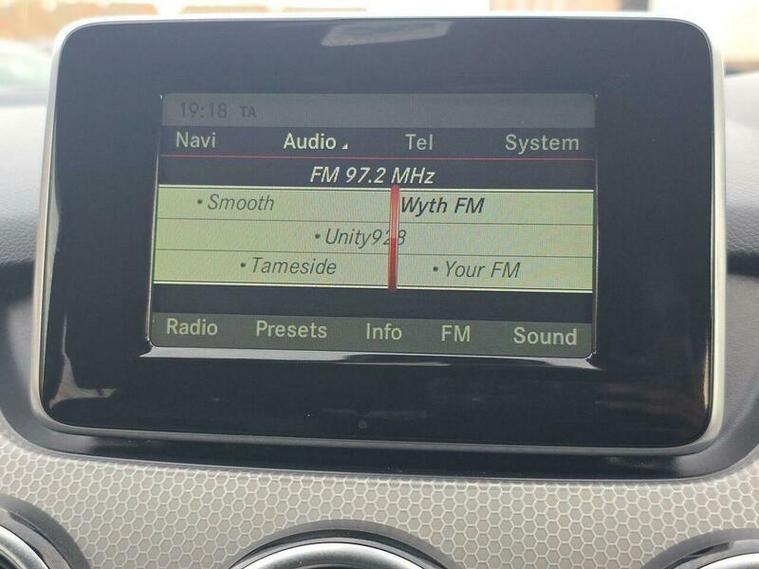 19:18 TA
Navi Audio Tel System
FM 97.2 MHz
• Smooth Wyth FM
• Unity928
• Tameside • Your FM
Radio Presets Info FM Sound